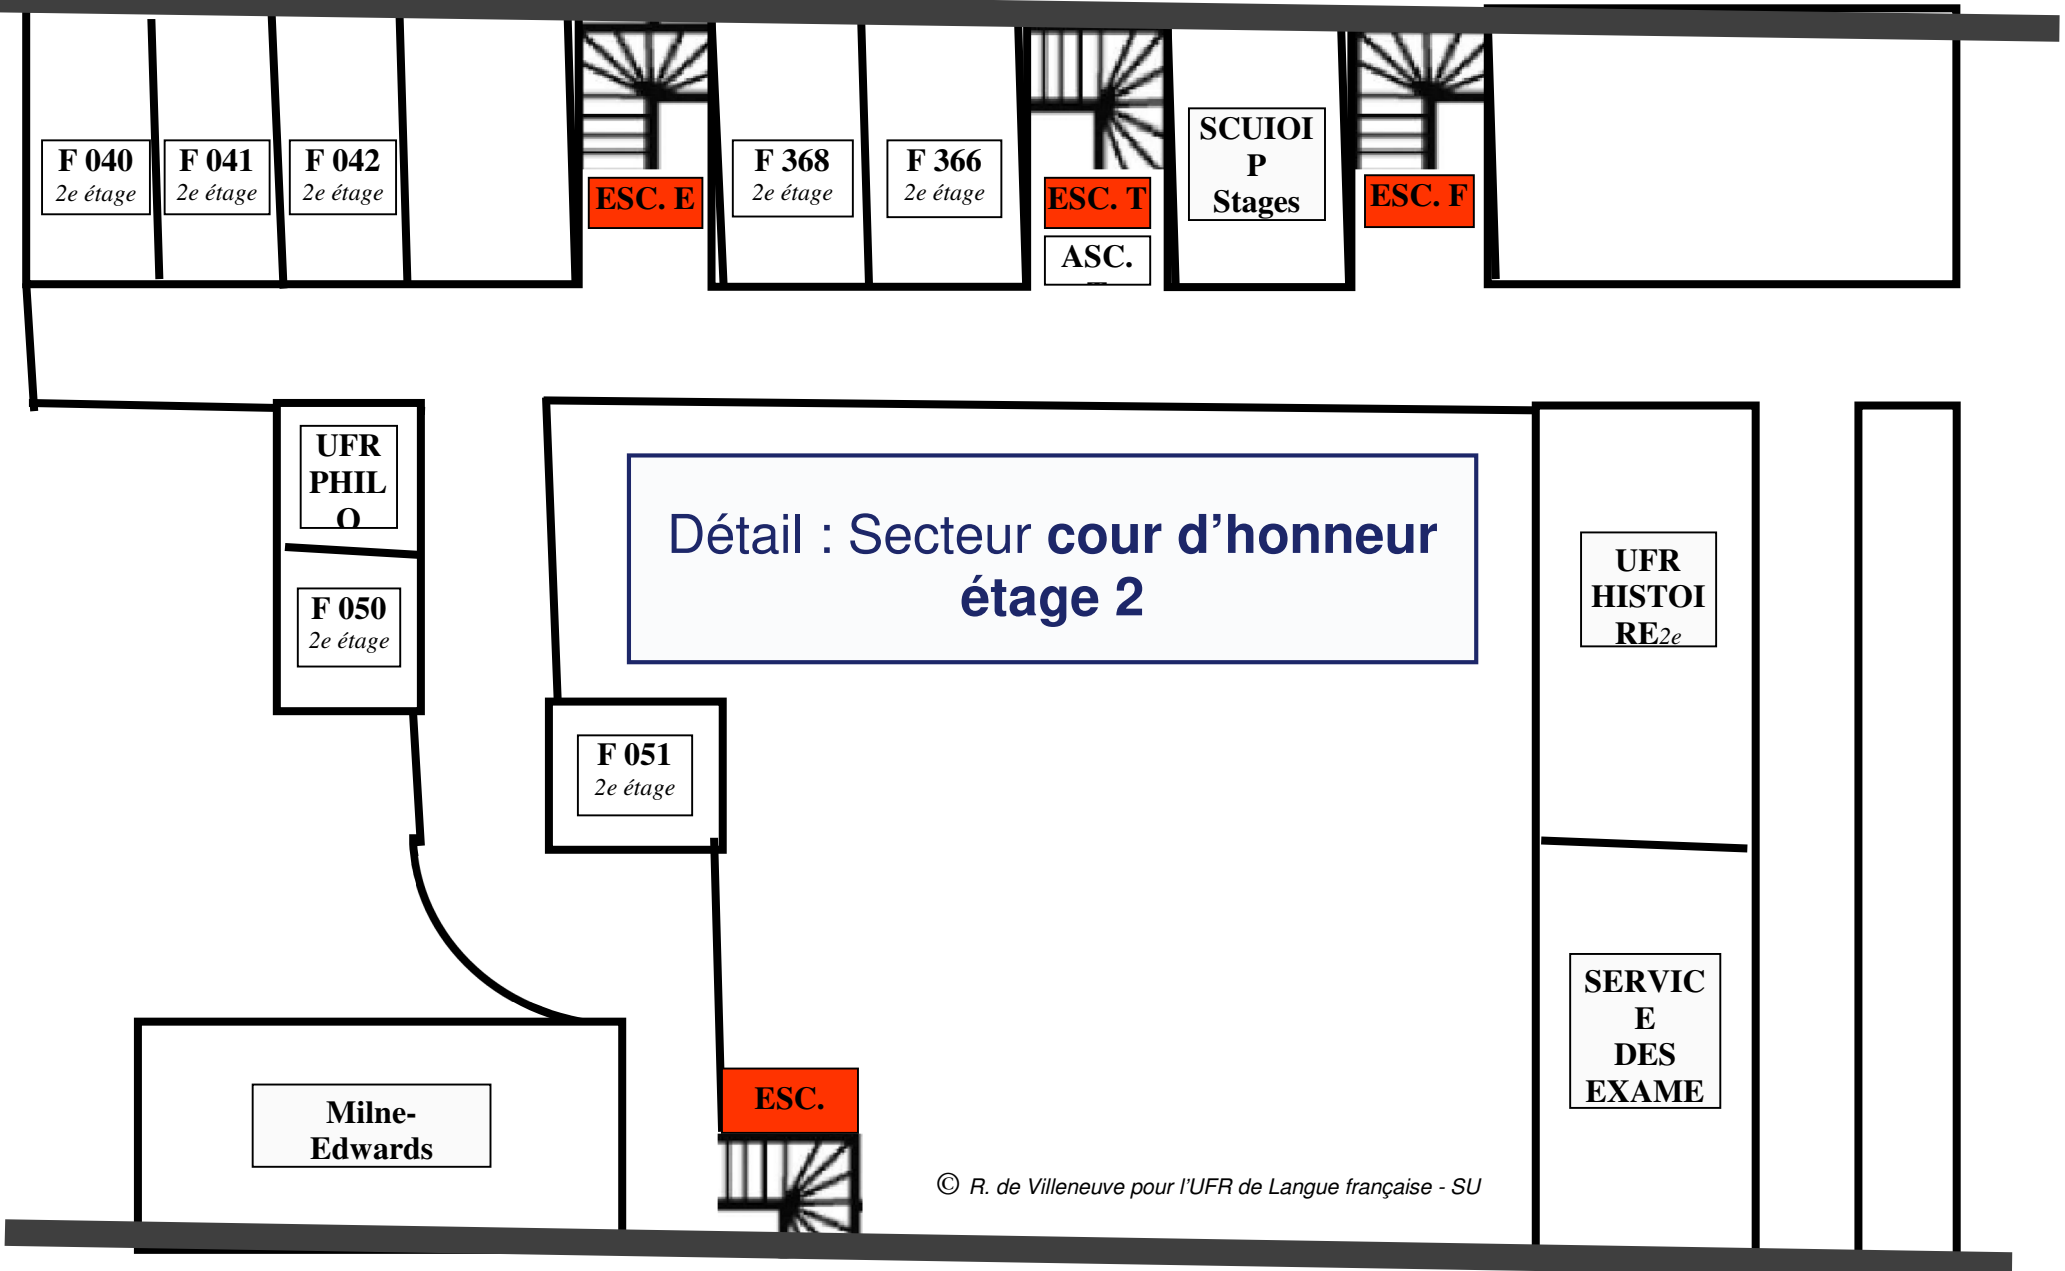 F 040
2e étage
F 041
2e étage
F 042
2e étage
ESC. E
F 368
2e étage
F 366
2e étage
ESC. T
ASC.
SCUIOI
P
Stages
ESC. F
UFR
PHIL
O
F 050
2e étage
Détail : Secteur cour d’honneur
étage 2
F 051
2e étage
UFR
HISTOI
RE2e
SERVIC
E
DES
EXAME
Milne-
Edwards
ESC.
© R. de Villeneuve pour l’UFR de Langue française - SU